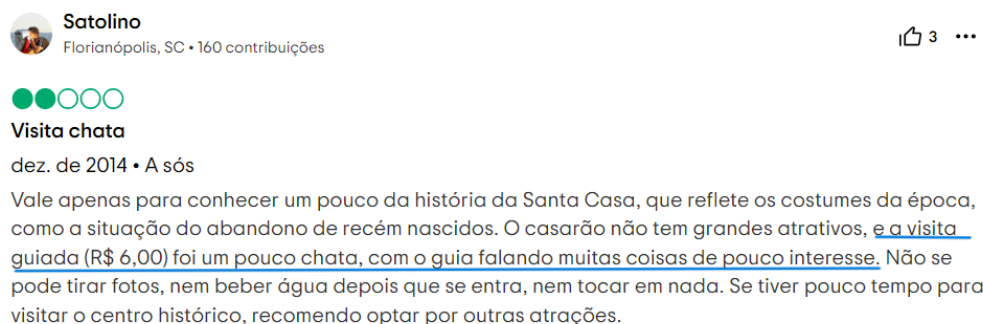 Satolino
Florianópolis, SC • 160 contribuições
3
Visita chata
dez. de 2014 • A sós
Vale apenas para conhecer um pouco da história da Santa Casa, que reflete os costumes da época,
como a situação do abandono de recém nascidos. O casarão não tem grandes atrativos, e a visita
guiada (R$ 6,00) foi um pouco chata, com o guia falando muitas coisas de pouco interesse. Não se
pode tirar fotos, nem beber água depois que se entra, nem tocar em nada. Se tiver pouco tempo para
visitar o centro histórico, recomendo optar por outras atrações.